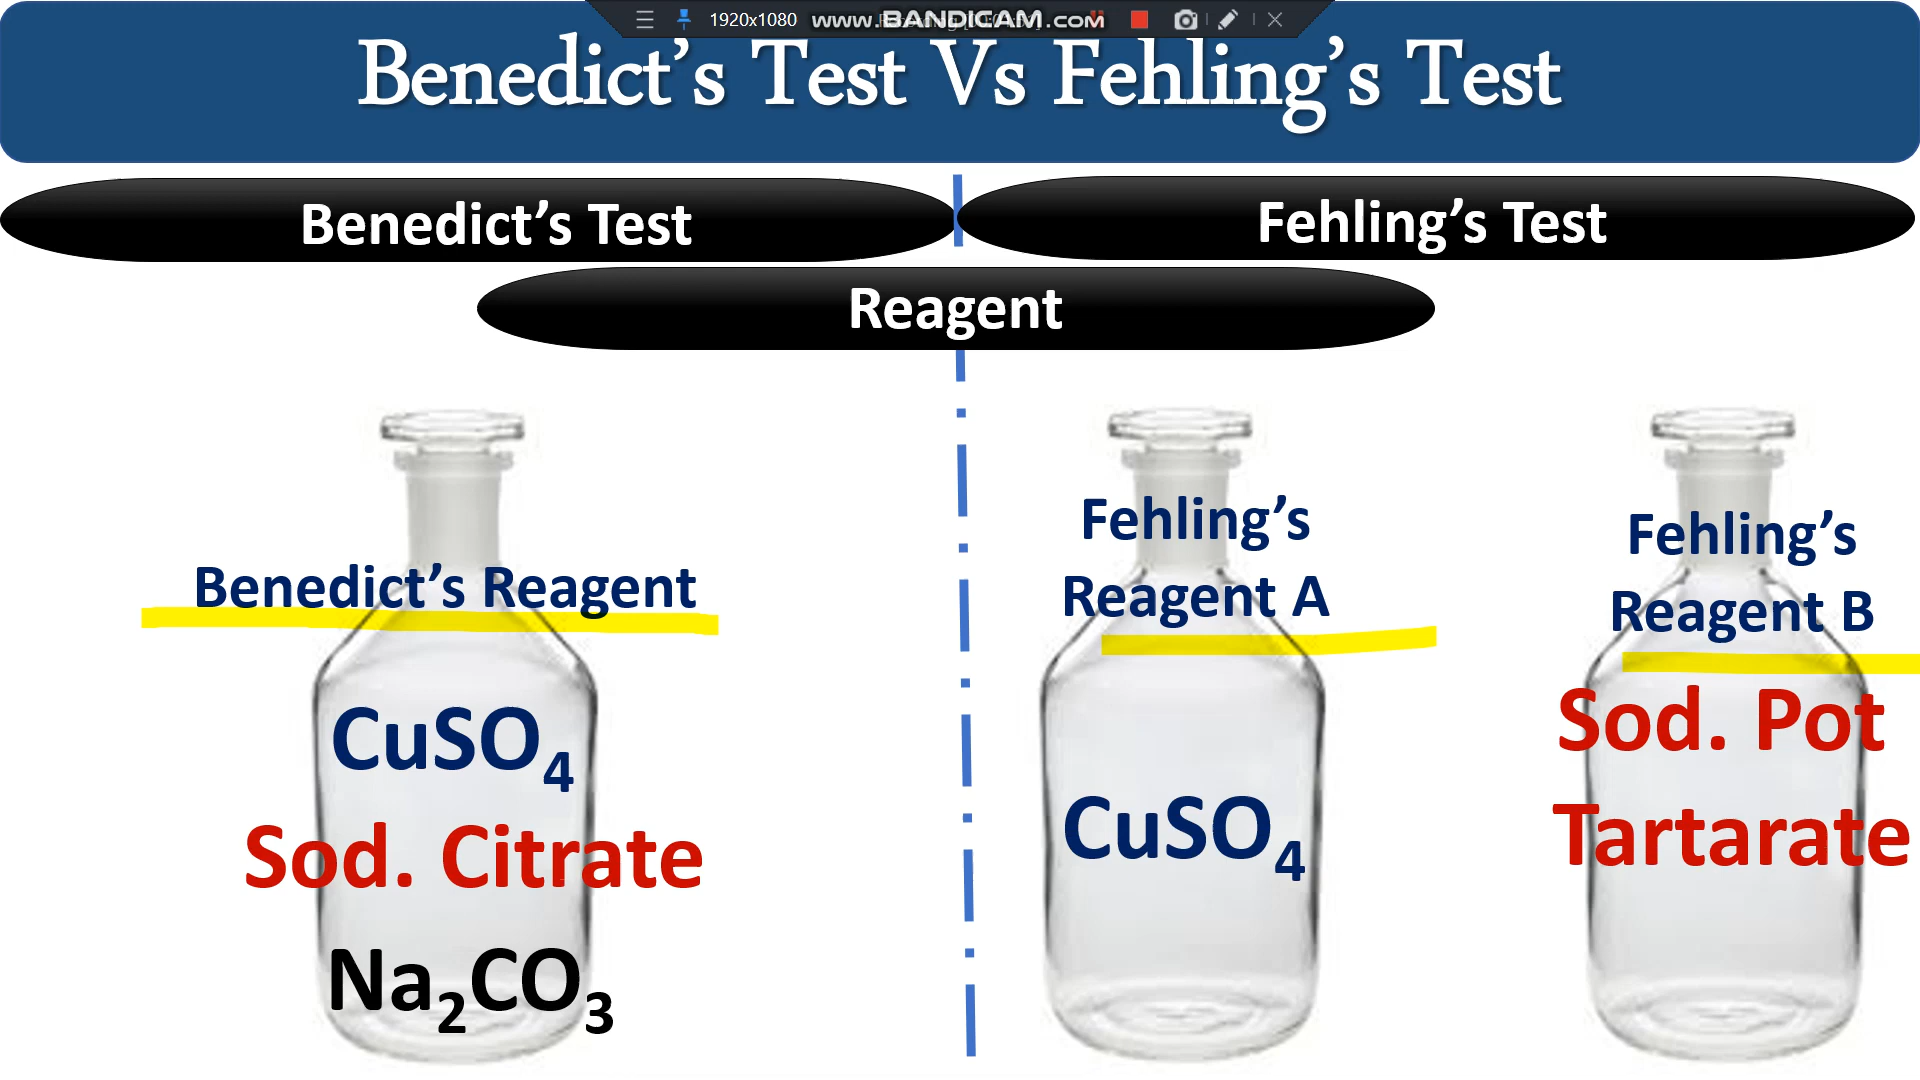 1920x1080 www.BANDICAM.com
Benedict's Test Vs Fehling's Test
Benedict's Test
Fehling's Test
Reagent
Benedict's Reagent
CuSO₄
Sod. Citrate
Na₂CO₃
Fehling's
Reagent A
CuSO₄
Fehling's
Reagent B
Sod. Pot
Tartarate